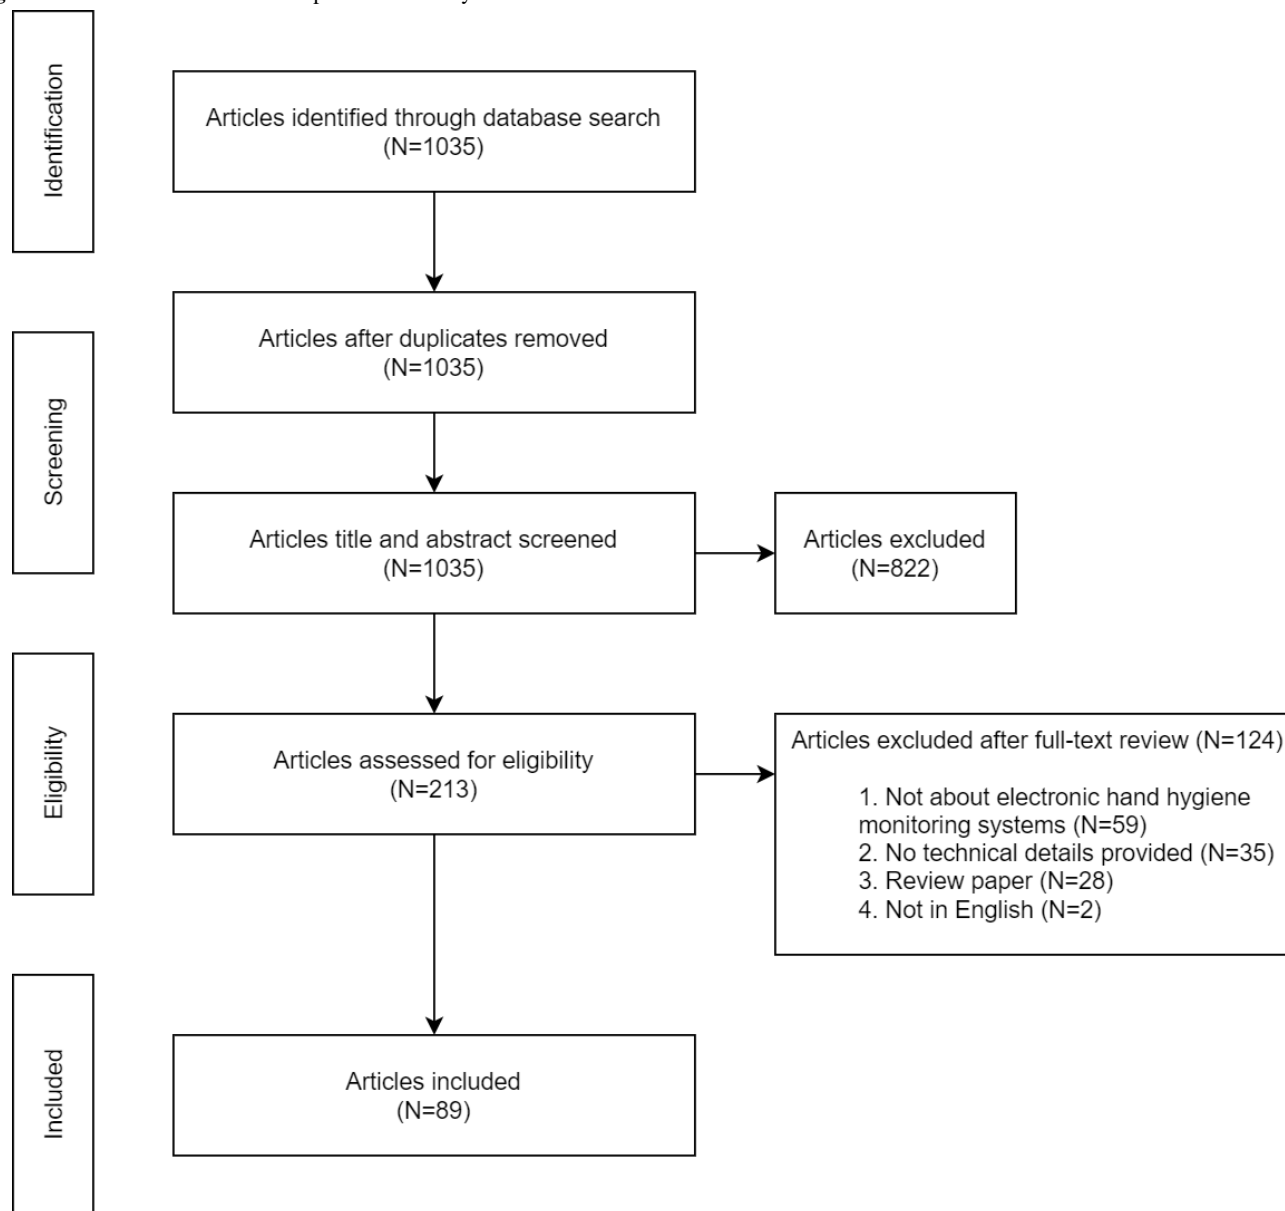 Identification
Articles identified through database search
(N=1035)
Articles after duplicates removed
(N=1035)
Screening
Articles title and abstract screened
(N=1035)
Articles excluded
(N=822)
Eligibility
Articles assessed for eligibility
(N=213)
Articles excluded after full-text review (N=124)
1. Not about electronic hand hygiene
monitoring systems (N=59)
2. No technical details provided (N=35)
3. Review paper (N=28)
4. Not in English (N=2)
Included
Articles included
(N=89)